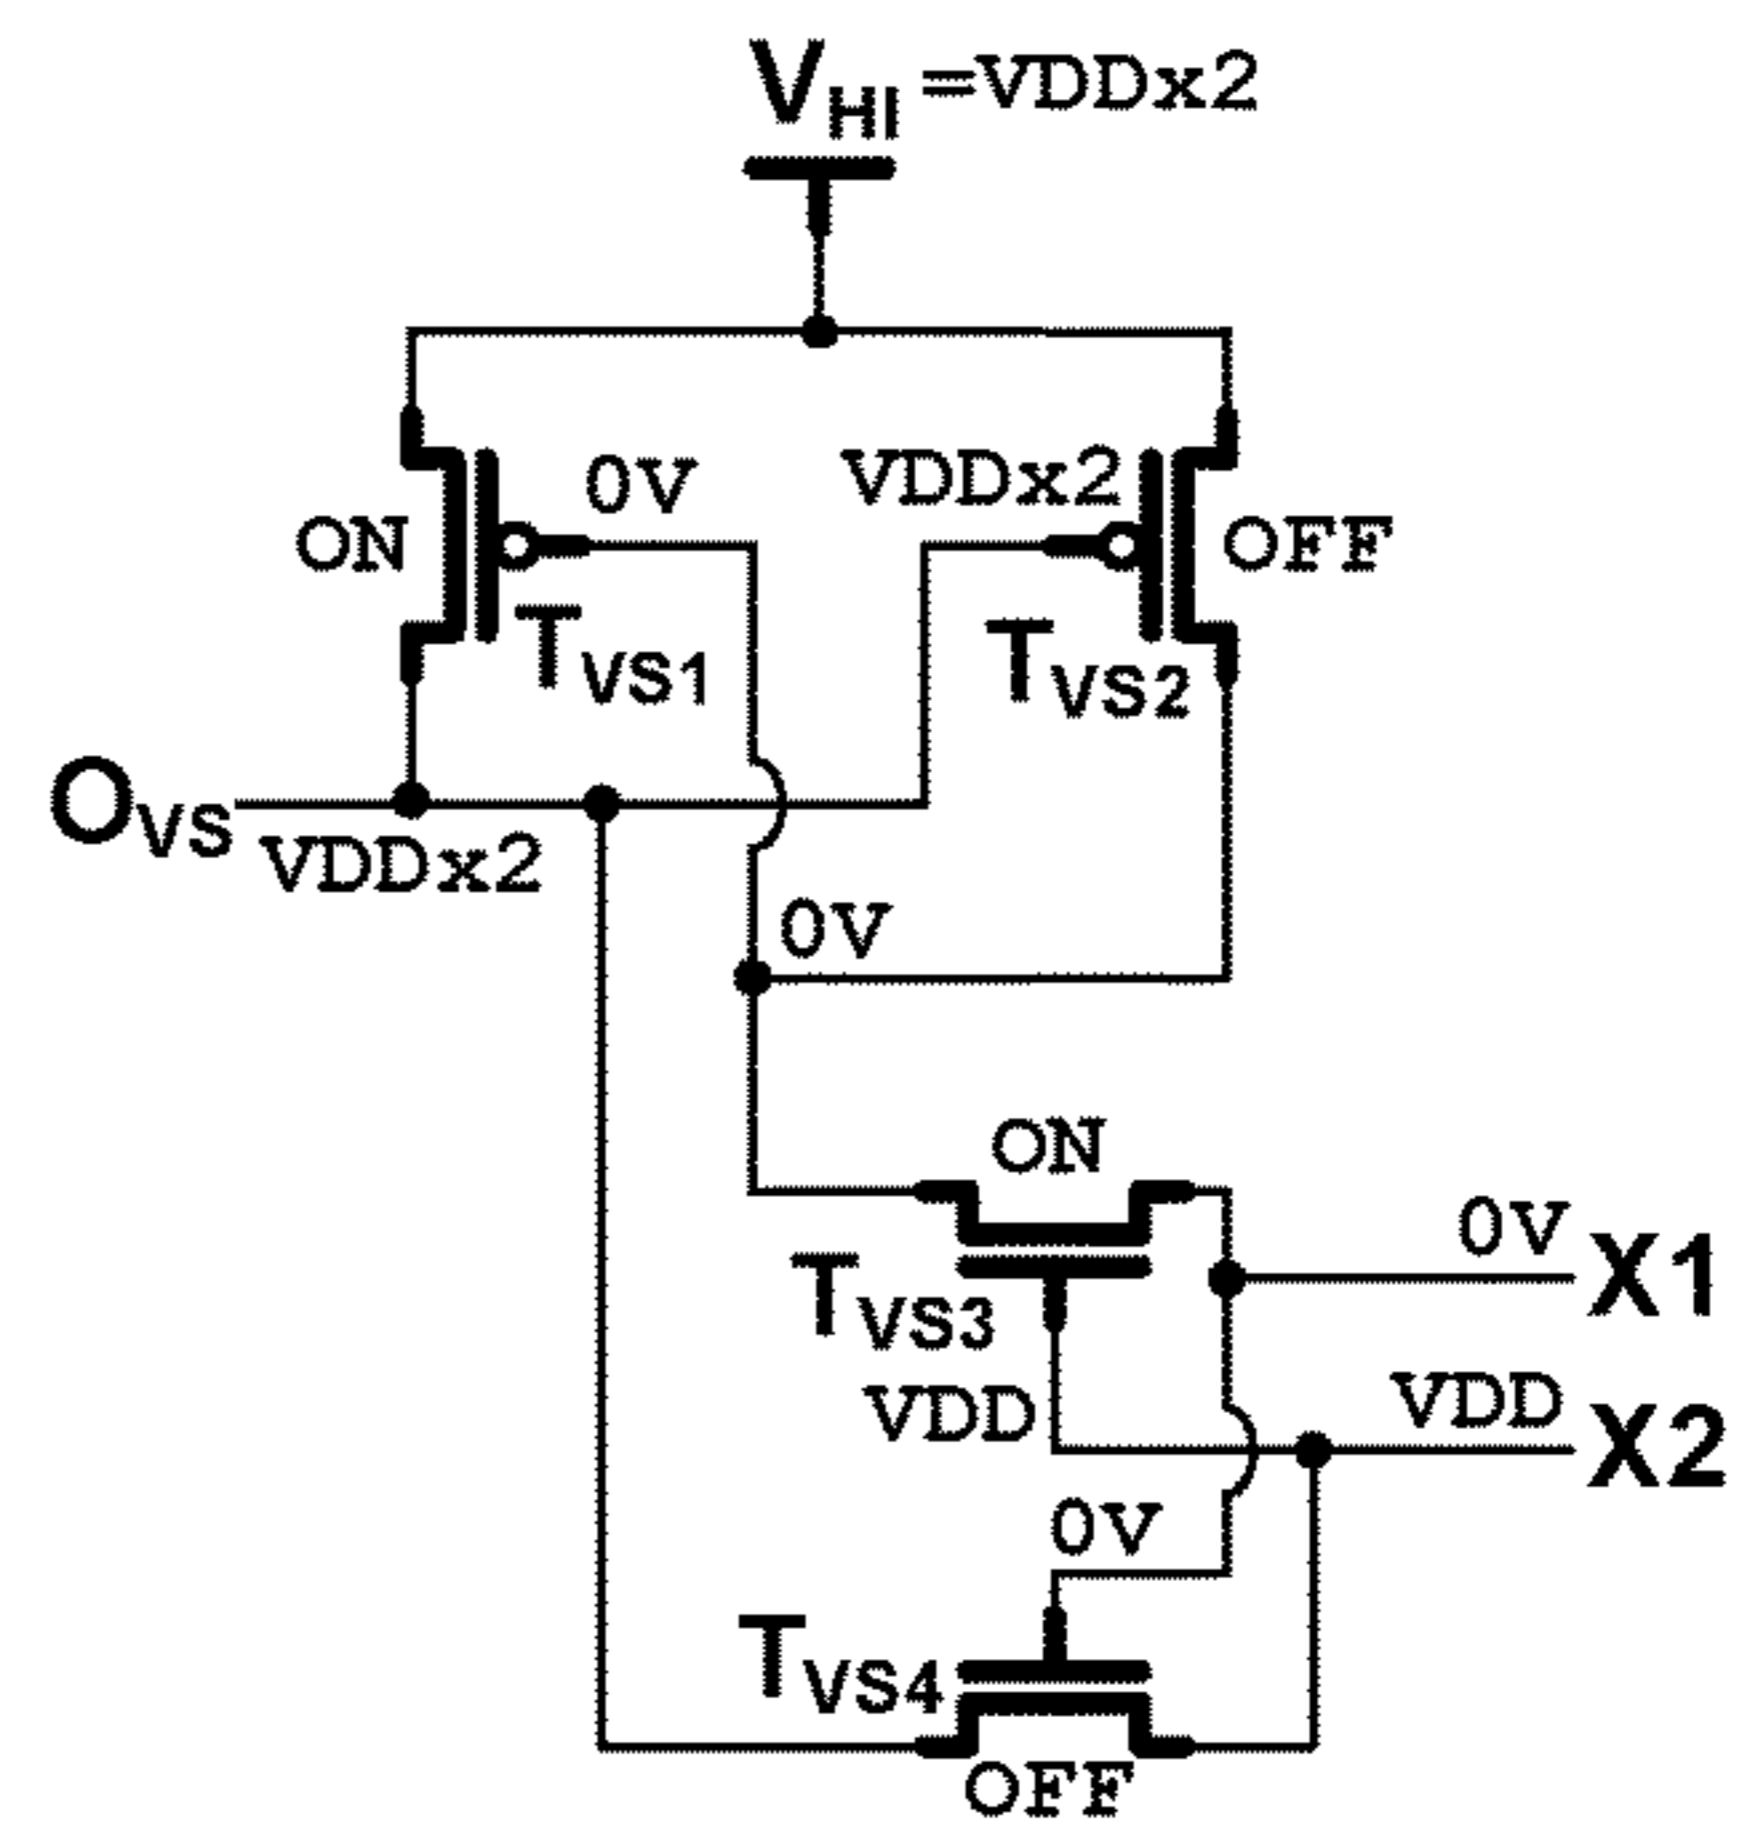 VHI =VDDx2
0V
VDDx2
ON
OFF
TVS1
TVS2
OVS
VDDx2
0V
ON
0V
X1
TVS3
VDD
VDD
X2
0V
TVS4
OFF